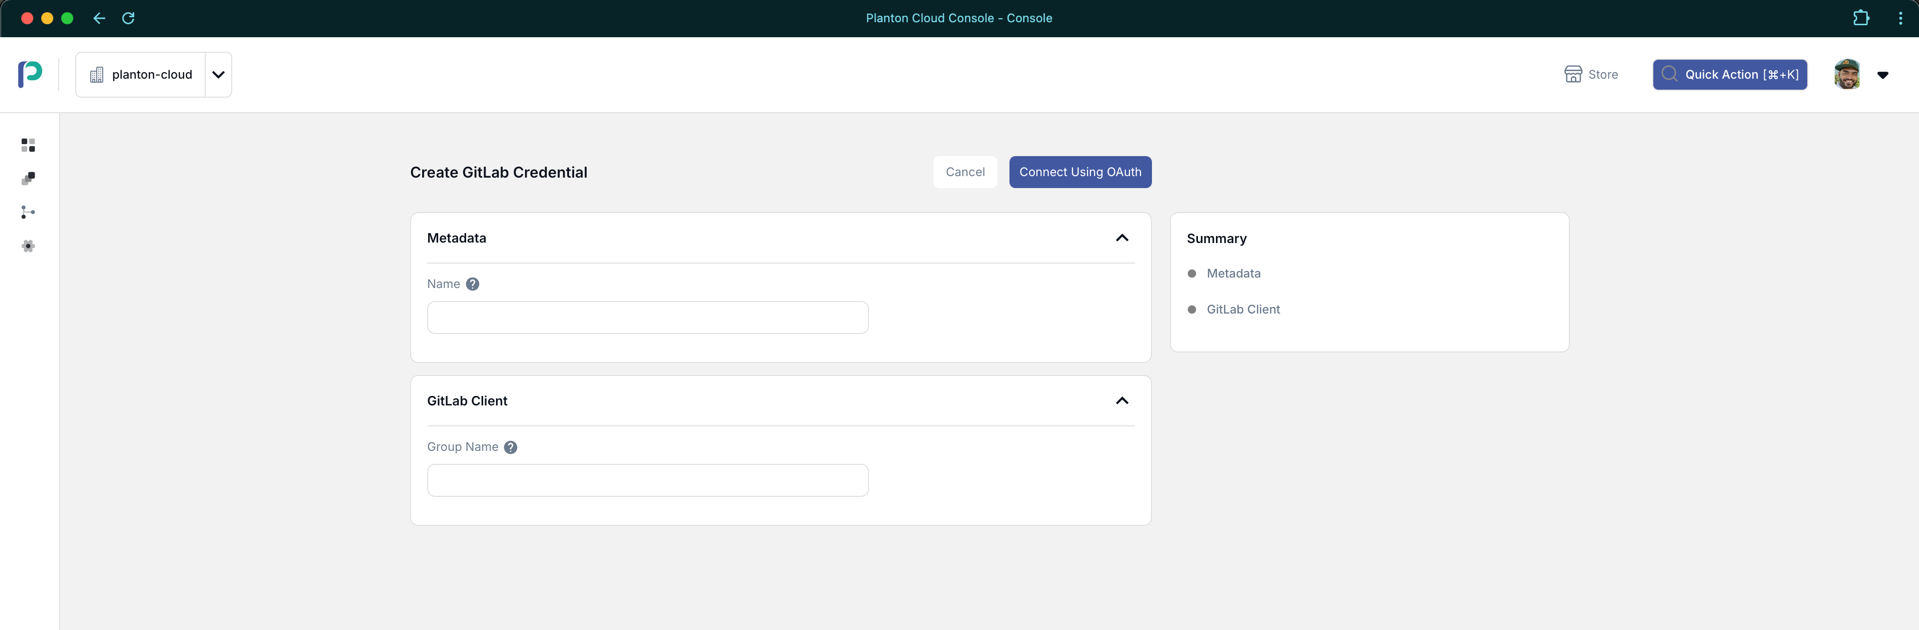 Planton Cloud Console - Console
planton-cloud
Store
Quick Action [⌘+K]
Create GitLab Credential
Cancel
Connect Using OAuth
Metadata
Name
Summary
Metadata
GitLab Client
GitLab Client
Group Name